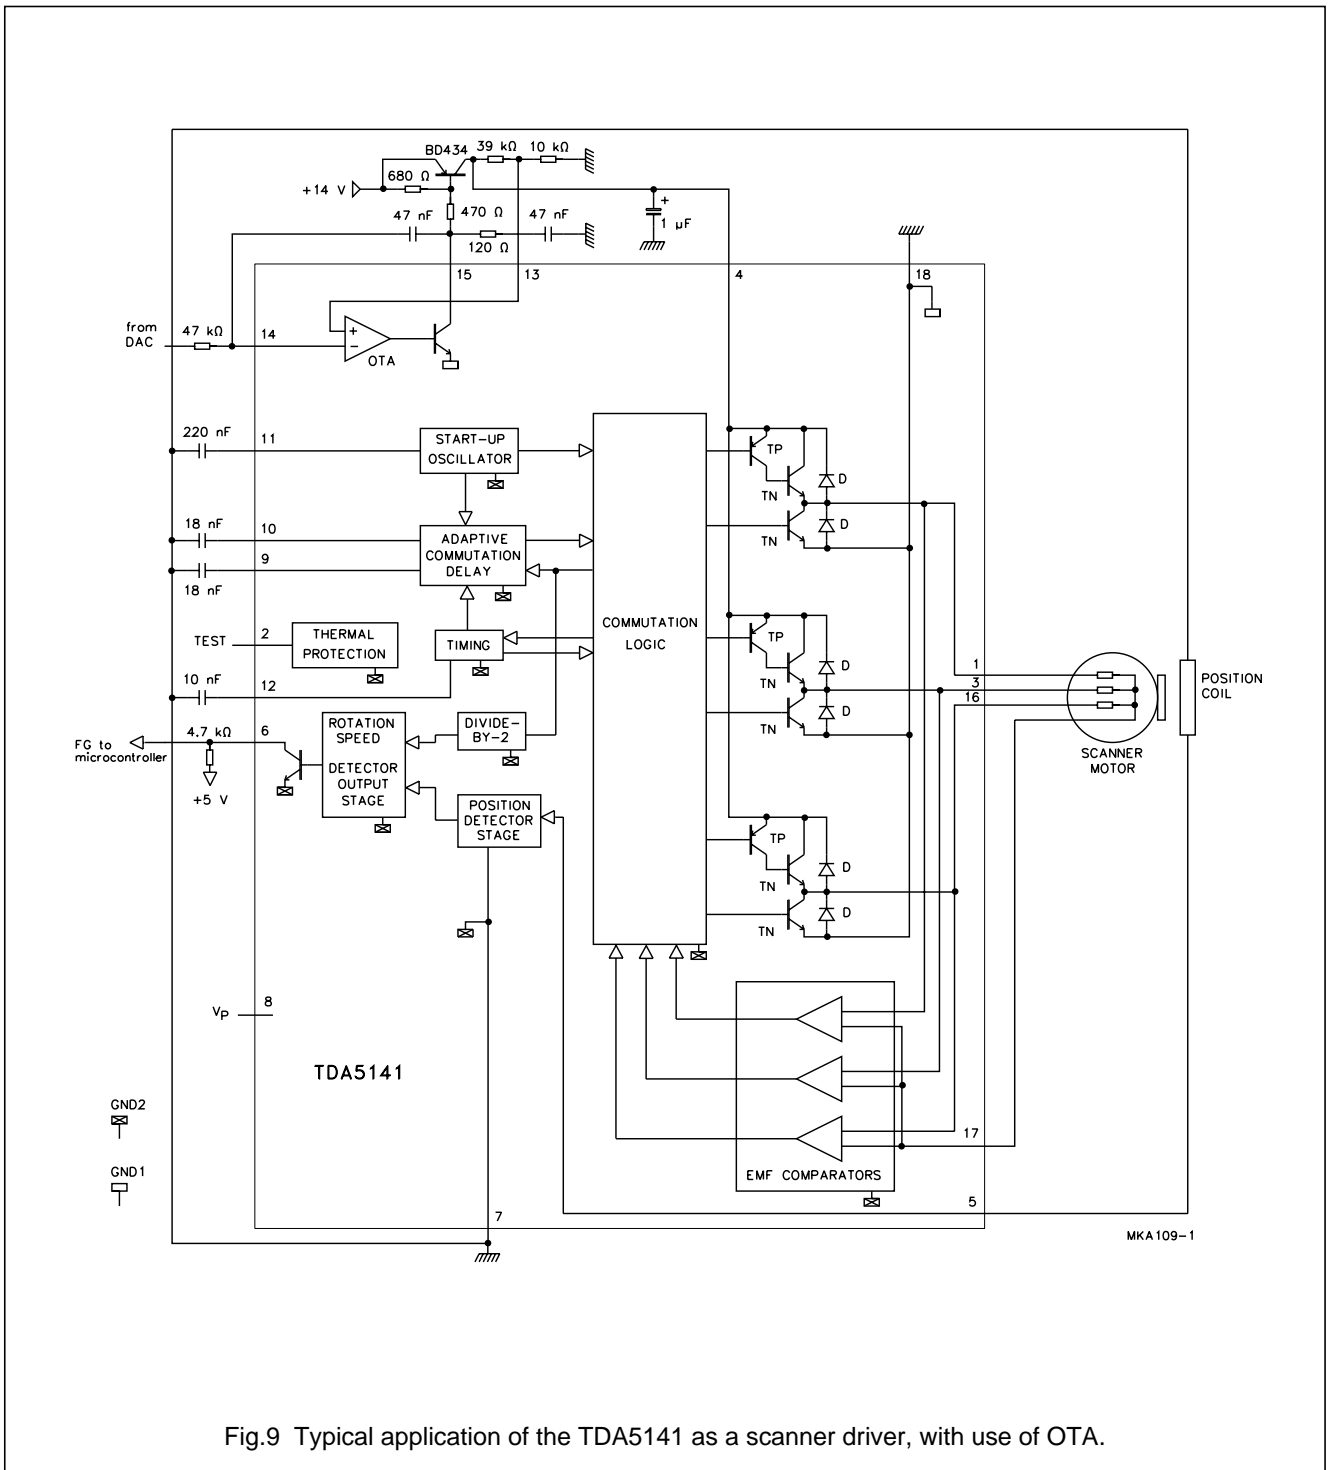 BD434
39 kΩ
10 kΩ
680 Ω
+14 V
470 Ω
47 nF
47 nF
120 Ω
+
1 µF
15
13
4
18
from
DAC
47 kΩ
14
+
−
OTA
220 nF
11
START-UP
OSCILLATOR
18 nF
10
ADAPTIVE
COMMUTATION
DELAY
9
18 nF
TEST
2
THERMAL
PROTECTION
TIMING
10 nF
12
COMMUTATION
LOGIC
TP
TN
D
TN
D
TP
TN
D
TN
D
TP
TN
D
TN
D
1
3
16
POSITION
COIL
SCANNER
MOTOR
FG to
microcontroller
4.7 kΩ
6
+5 V
ROTATION
SPEED
DETECTOR
OUTPUT
STAGE
DIVIDE-
BY-2
POSITION
DETECTOR
STAGE
VP
8
TDA5141
GND2
GND1
17
EMF COMPARATORS
5
7
MKA109-1
Fig.9 Typical application of the TDA5141 as a scanner driver, with use of OTA.